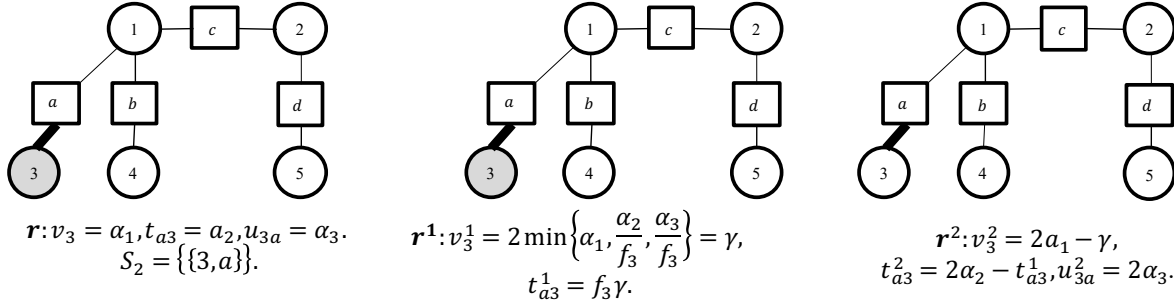 1 c 2
a b d
3 4 5
1 c 2
a b d
3 4 5
1 c 2
a b d
3 4 5
r: v₃ = α₁, t_{a3} = a₂, u_{3a} = α₃.
S₂ = {{3, a}}.
r¹: v₃¹ = 2 min{α₁, α₂/f₃, α₃/f₃} = γ,
t_{a3}¹ = f₃γ.
r²: v₃² = 2a₁ − γ,
t_{a3}² = 2α₂ − t_{a3}¹, u_{3a}² = 2α₃.